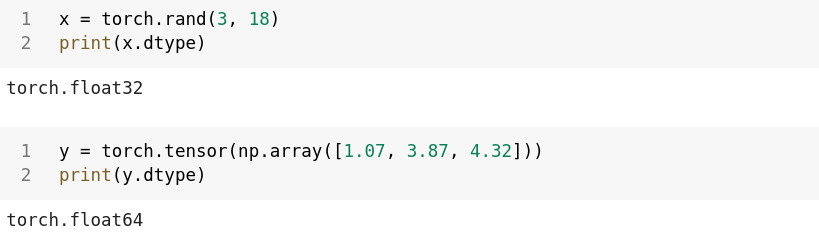 1 x = torch.rand(3, 18)
2 print(x.dtype)
torch.float32
1 y = torch.tensor(np.array([1.07, 3.87, 4.32]))
2 print(y.dtype)
torch.float64